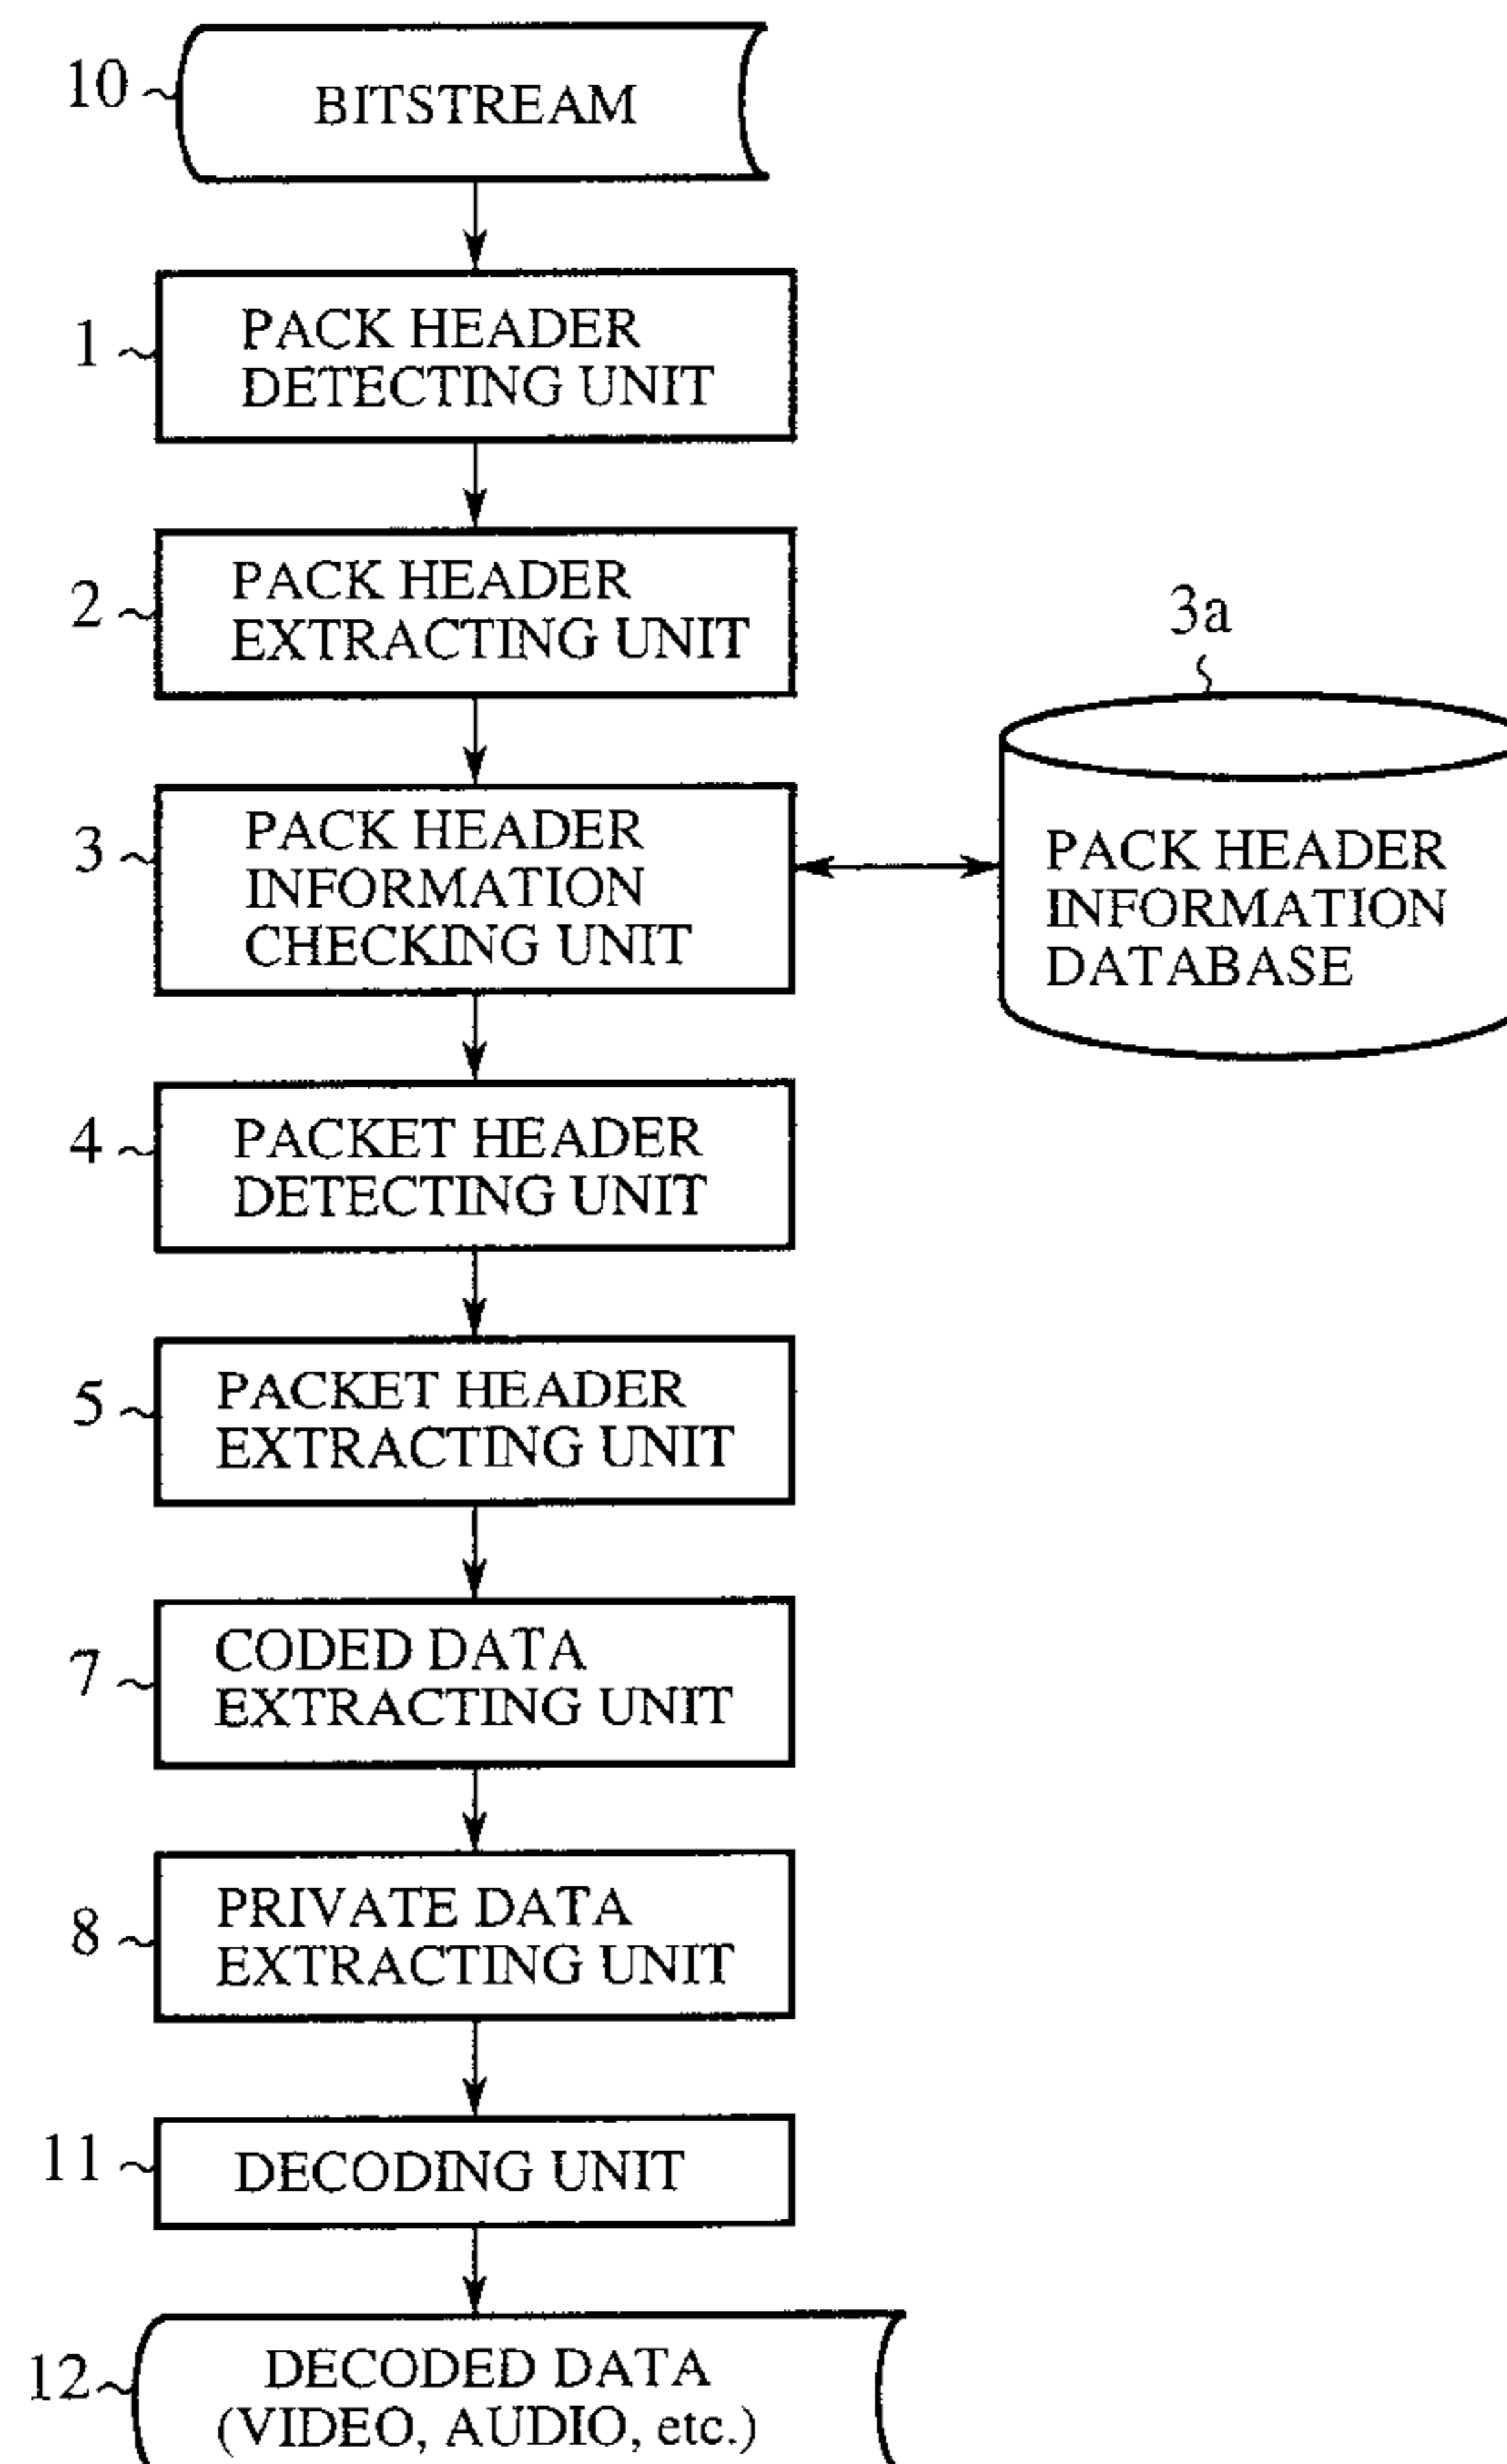 10
BITSTREAM
1
PACK HEADER
DETECTING UNIT
2
PACK HEADER
EXTRACTING UNIT
3a
3
PACK HEADER
INFORMATION
CHECKING UNIT
PACK HEADER
INFORMATION
DATABASE
4
PACKET HEADER
DETECTING UNIT
5
PACKET HEADER
EXTRACTING UNIT
7
CODED DATA
EXTRACTING UNIT
8
PRIVATE DATA
EXTRACTING UNIT
11
DECODING UNIT
12
DECODED DATA
(VIDEO, AUDIO, etc.)